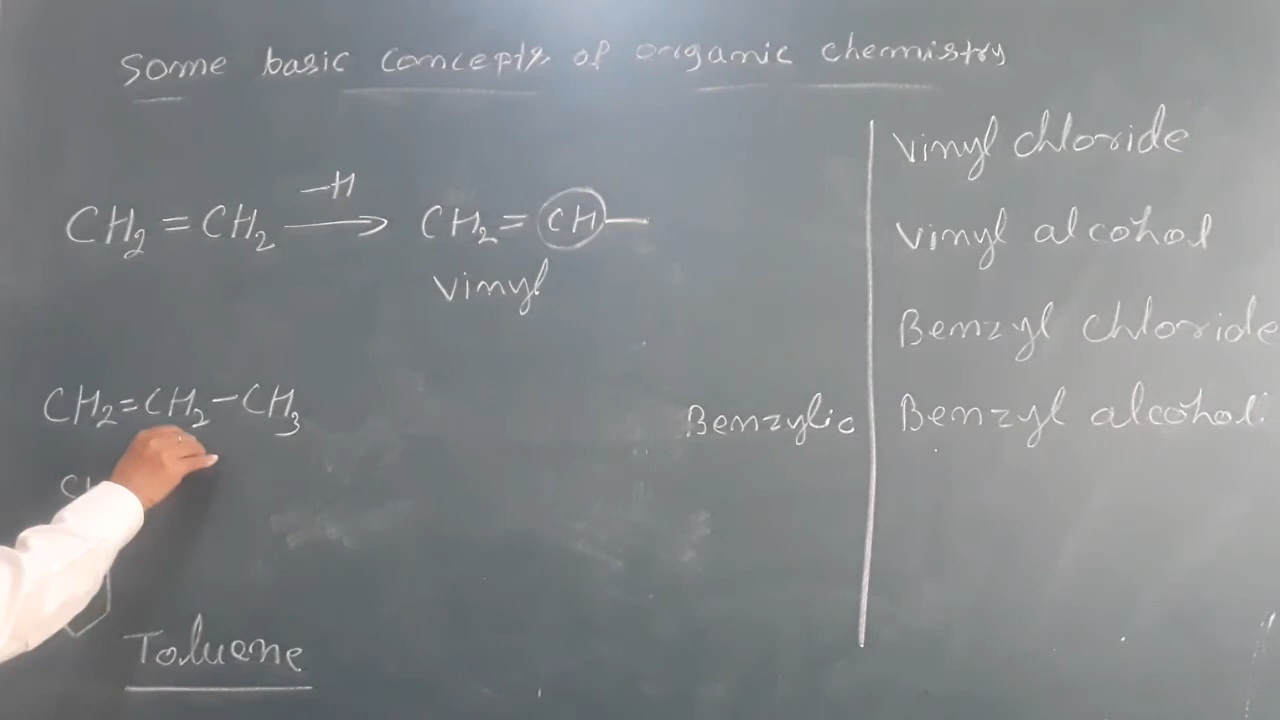 Some basic concepts of organic chemistry
CH₂=CH₂ —H→ CH₂=CH—
Vinyl
CH₂=CH₂-CH₃
Toluene
Benzylic
Vinyl chloride
Vinyl alcohol
Benzyl chloride
Benzyl alcohol